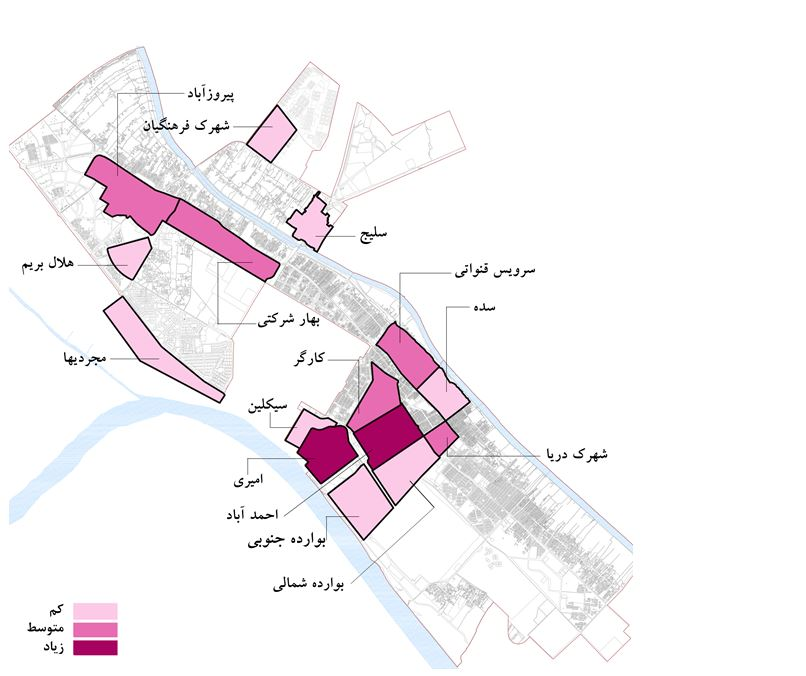 پیروزآباد
شهرک فرهنگیان
سلیج
هلال بریم
سرویس قنواتی
سده
بهار شرکتی
کارگر
مجردیها
سیکلین
شهرک دریا
امیری
احمد آباد
بوارده جنوبی
بوارده شمالی
کم
متوسط
زیاد